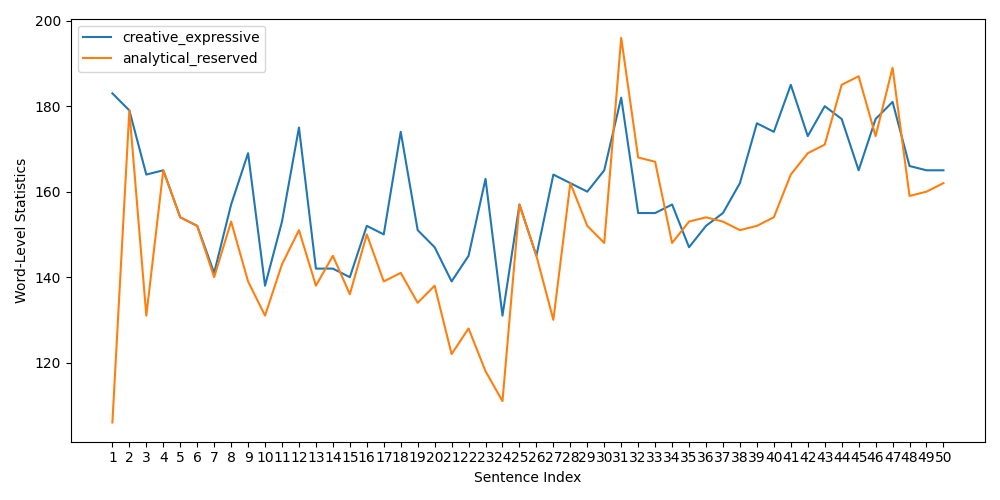 200
creative_expressive
analytical_reserved
180
160
140
120
Word-Level Statistics
1 2 3 4 5 6 7 8 9 10 11 12 13 14 15 16 17 18 19 20 21 22 23 24 25 26 27 28 29 30 31 32 33 34 35 36 37 38 39 40 41 42 43 44 45 46 47 48 49 50
Sentence Index